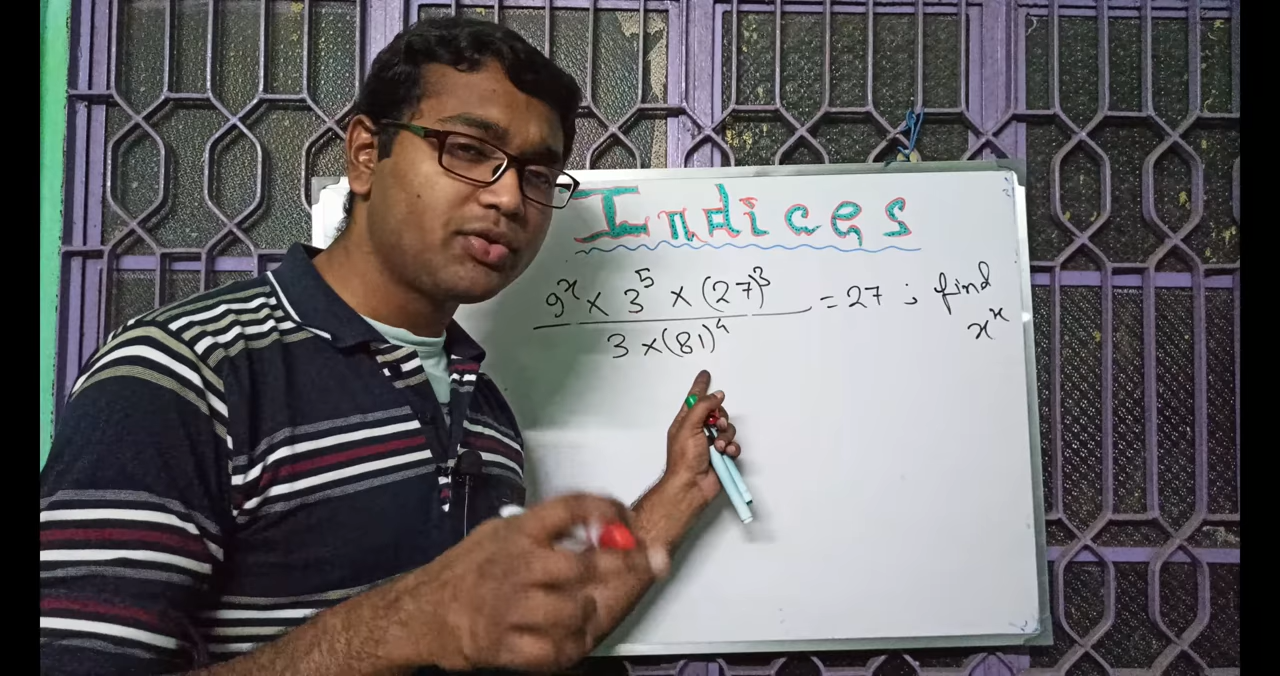 Indices
9^x × 3^5 × (27)^3 = 27 ; find x^x
3 × (81)^4